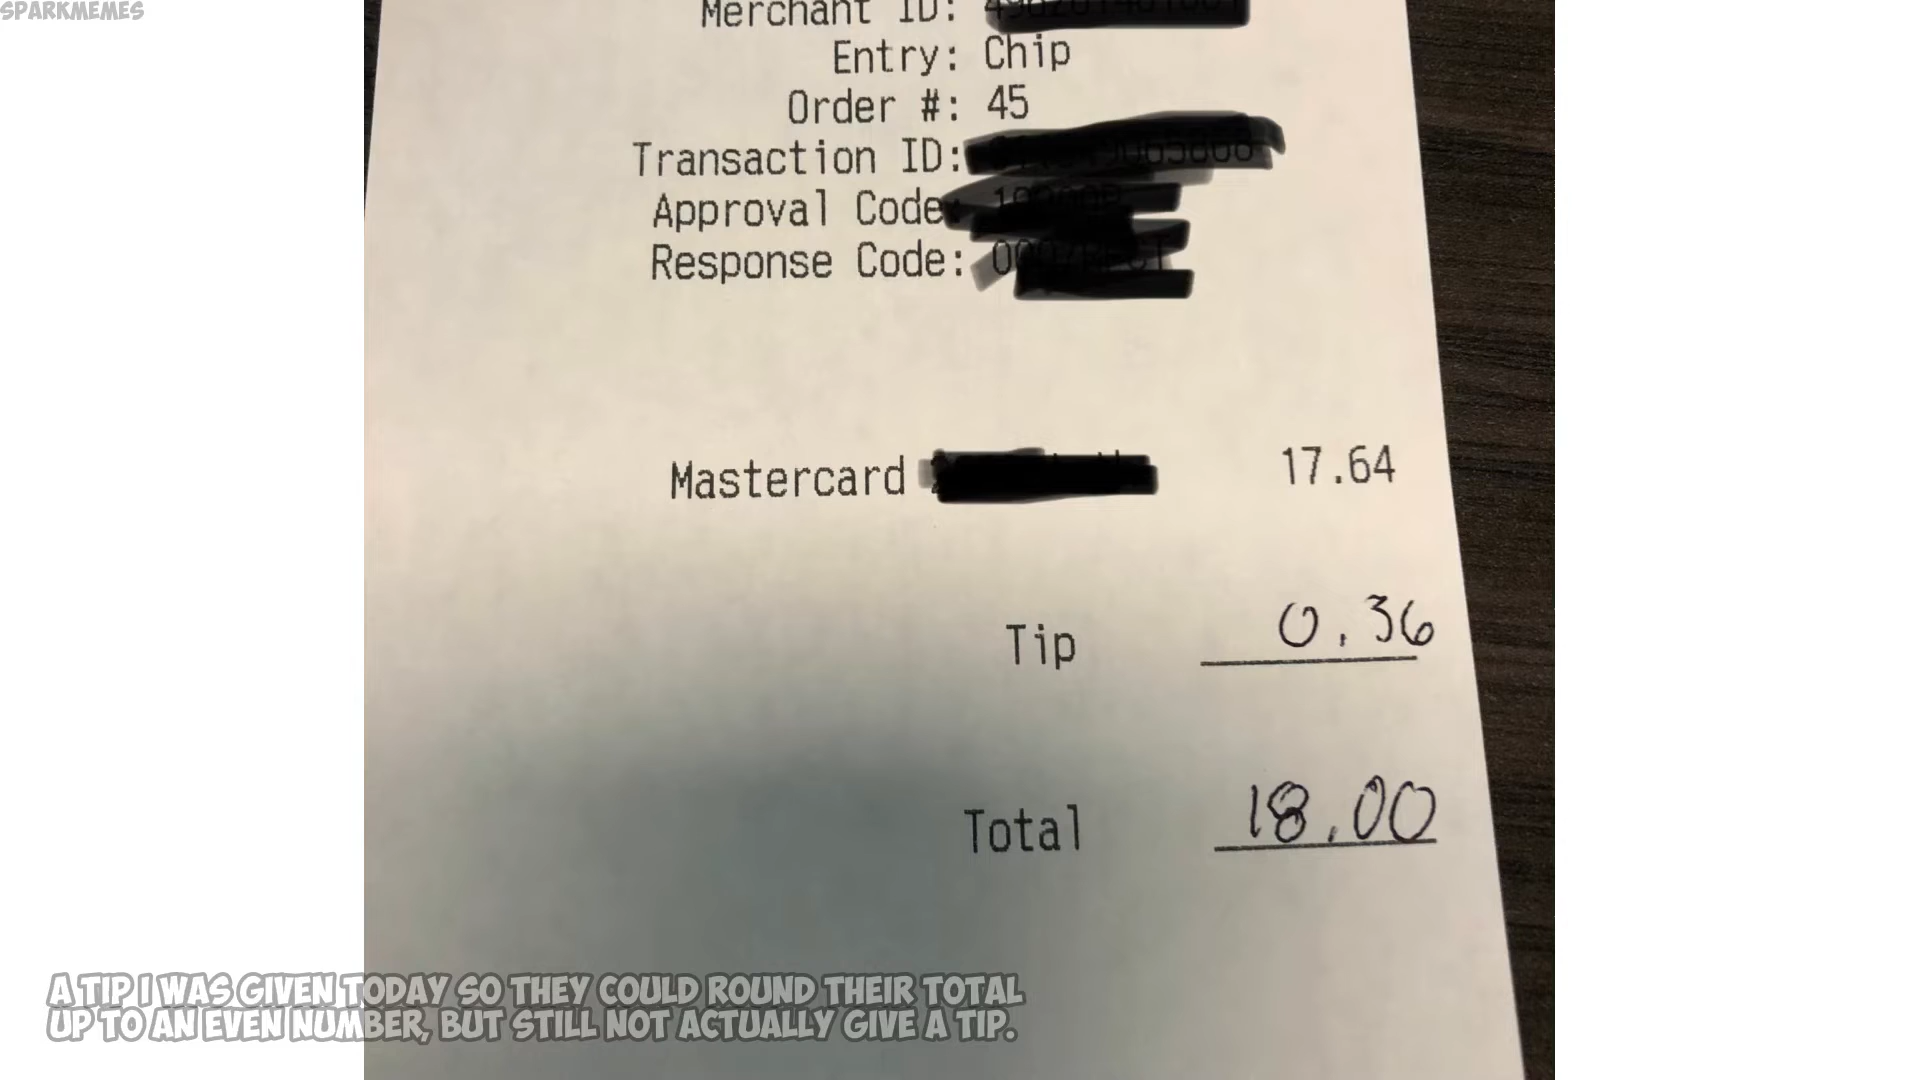 SPARKMEMES
Merchant ID:
Entry: Chip
Order #: 45
Transaction ID:
Approval Code:
Response Code:
Mastercard 17.64
Tip 0.36
Total 18.00
A TIP I WAS GIVEN TODAY SO THEY COULD ROUND THEIR TOTAL
UP TO AN EVEN NUMBER, BUT STILL NOT ACTUALLY GIVE A TIP.